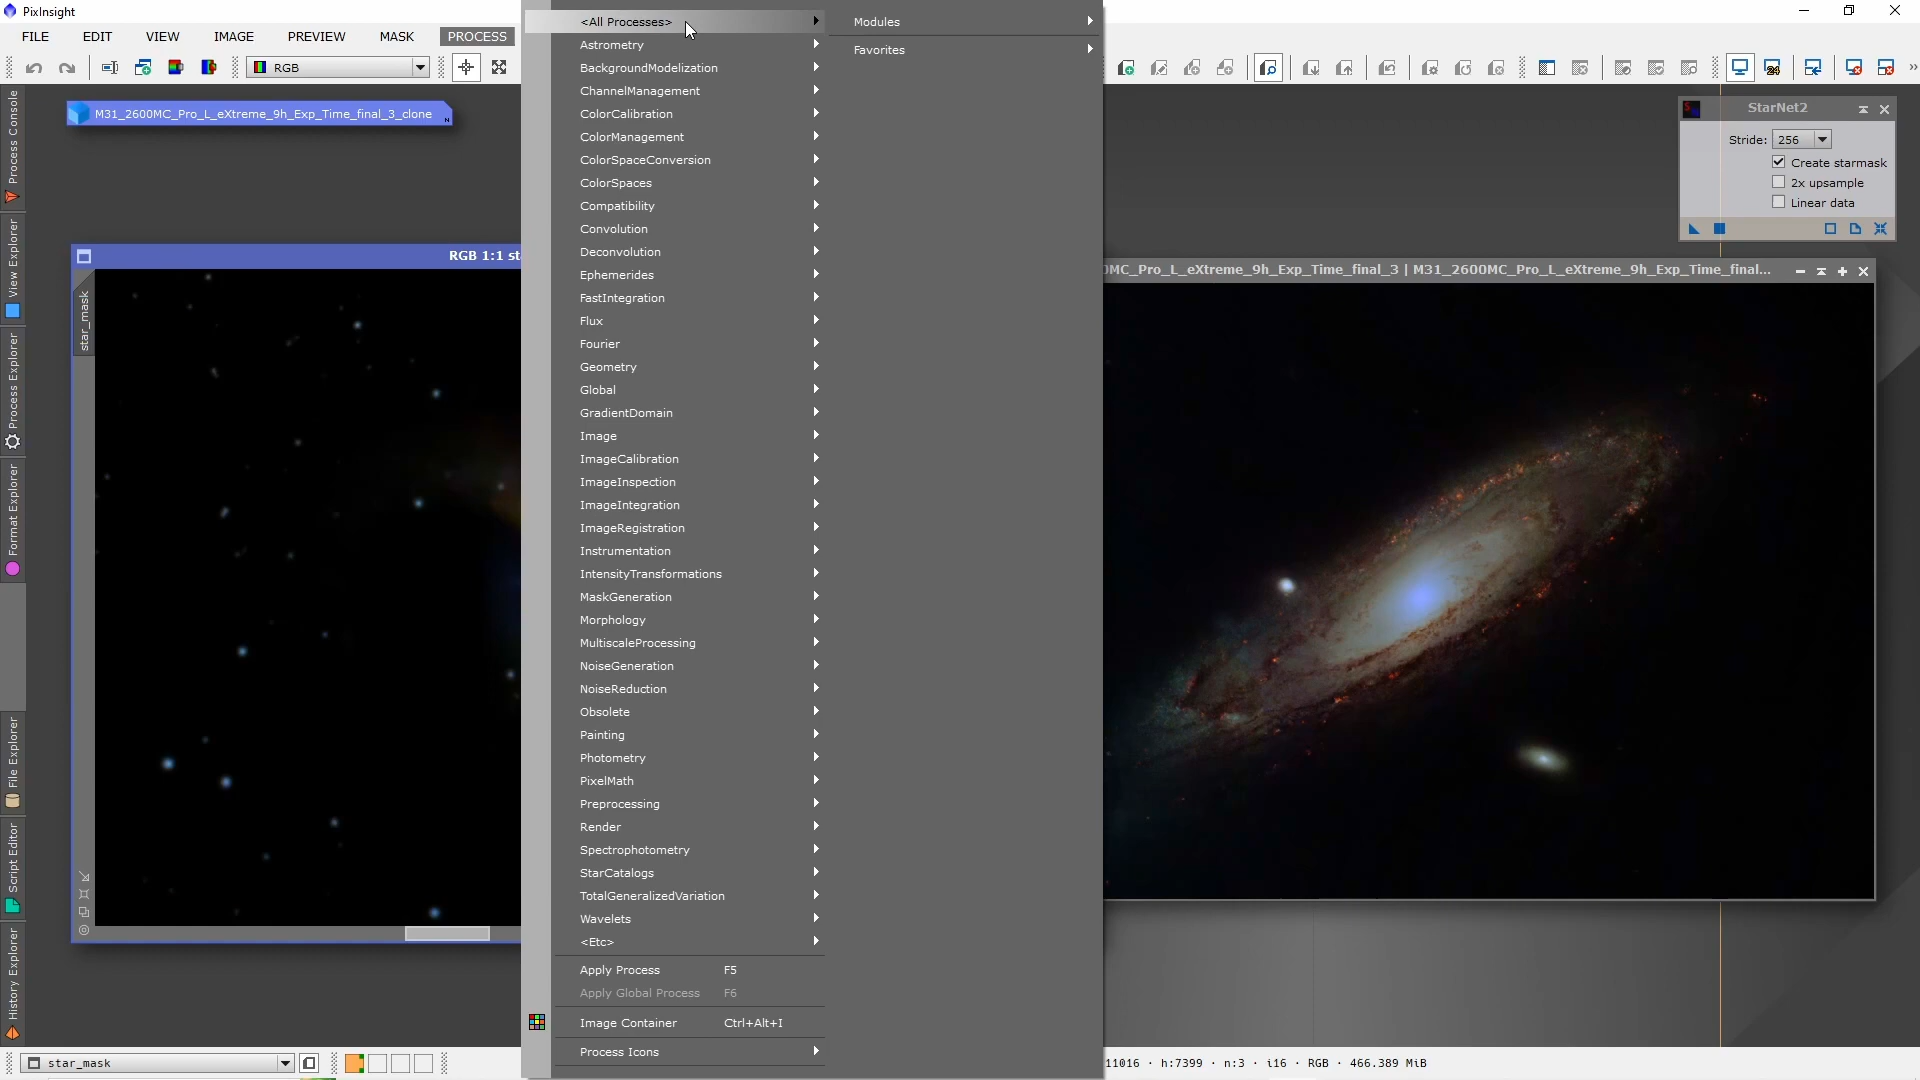 PixInsight
FILE EDIT VIEW IMAGE PREVIEW MASK PROCESS
RGB
24
Process Console
View Explorer
Process Explorer
Format Explorer
File Explorer
Script Editor
History Explorer
M31_2600MC_Pro_L_eXtreme_9h_Exp_Time_final_3_clone
RGB 1:1 st
star_mask
<All Processes>
Astrometry
BackgroundModelization
ChannelManagement
ColorCalibration
ColorManagement
ColorSpaceConversion
ColorSpaces
Compatibility
Convolution
Deconvolution
Ephemerides
FastIntegration
Flux
Fourier
Geometry
Global
GradientDomain
Image
ImageCalibration
ImageInspection
ImageIntegration
ImageRegistration
Instrumentation
IntensityTransformations
MaskGeneration
Morphology
MultiscaleProcessing
NoiseGeneration
NoiseReduction
Obsolete
Painting
Photometry
PixelMath
Preprocessing
Render
Spectrophotometry
StarCatalogs
TotalGeneralizedVariation
Wavelets
<Etc>
Apply Process F5
Apply Global Process F6
Image Container Ctrl+Alt+I
Process Icons
Modules
Favorites
StarNet2
Stride: 256
Create starmask
2x upsample
Linear data
MC_Pro_L_eXtreme_9h_Exp_Time_final_3 | M31_2600MC_Pro_L_eXtreme_9h_Exp_Time_final...
star_mask
11016 · h:7399 · n:3 · i16 · RGB · 466.389 MiB